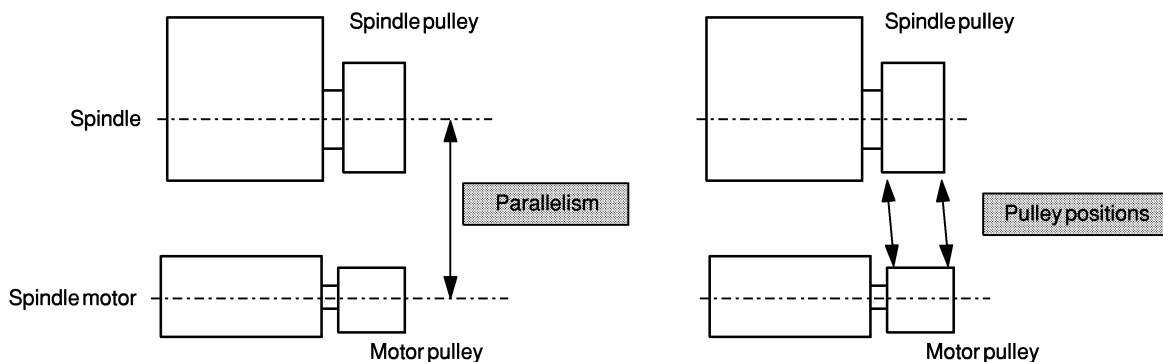 Spindle pulley
Spindle
Parallelism
Spindle motor
Motor pulley
Spindle pulley
Pulley positions
Motor pulley